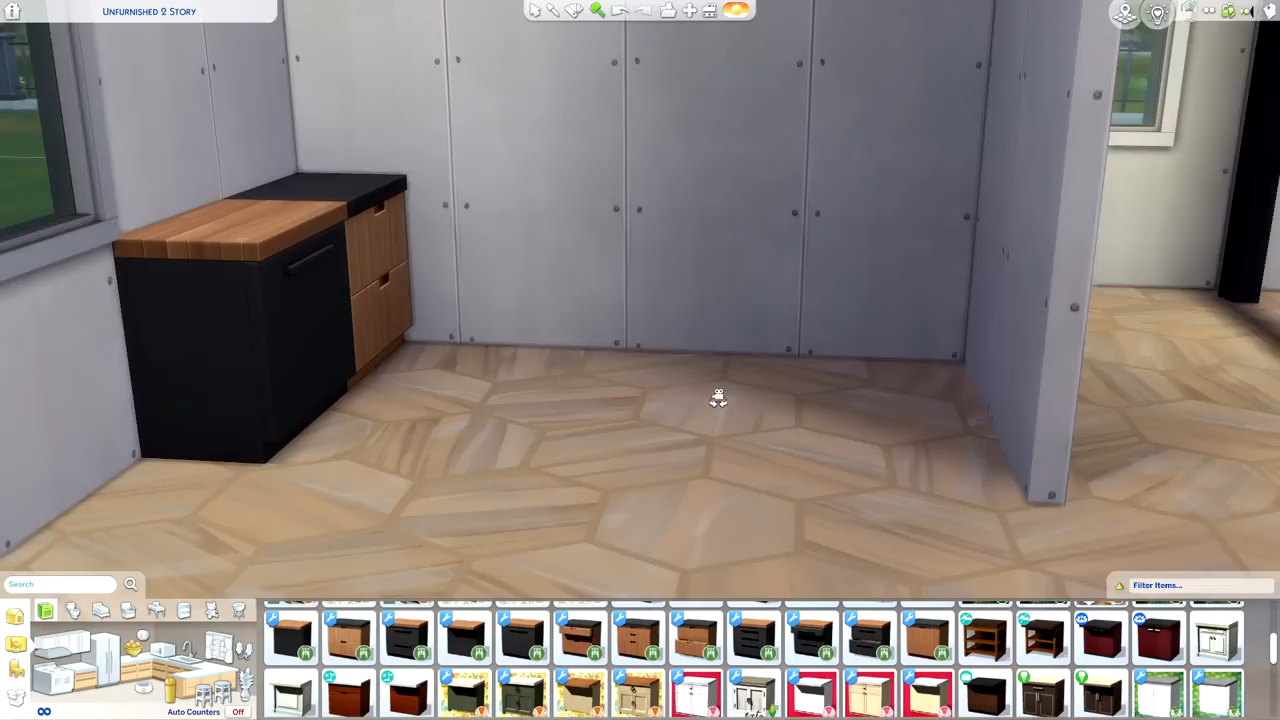 UNFURNISHED 2 STORY
Search
Filter Items...
Auto Counters
Off